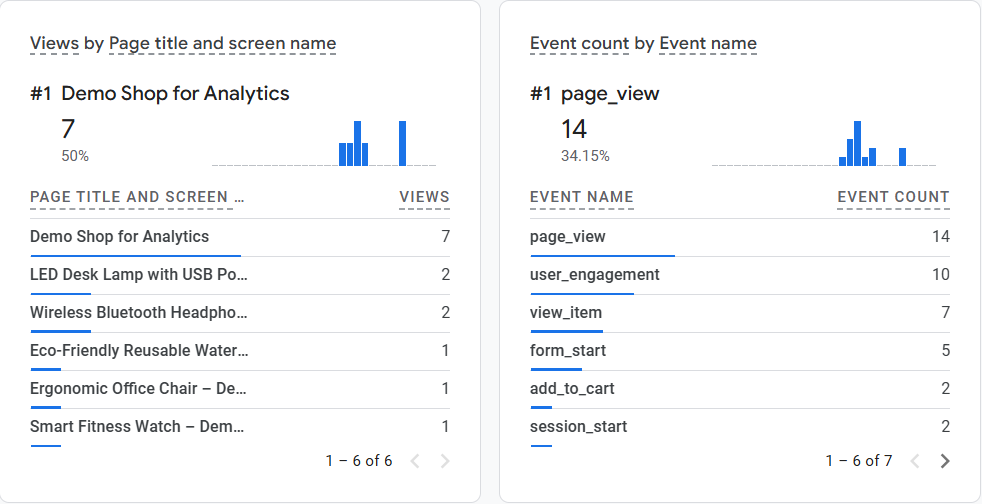 Views by Page title and screen name
#1 Demo Shop for Analytics
7
50%
PAGE TITLE AND SCREEN … VIEWS
Demo Shop for Analytics 7
LED Desk Lamp with USB Po… 2
Wireless Bluetooth Headpho… 2
Eco-Friendly Reusable Water… 1
Ergonomic Office Chair – De… 1
Smart Fitness Watch – Dem… 1
1 – 6 of 6
Event count by Event name
#1 page_view
14
34.15%
EVENT NAME EVENT COUNT
page_view 14
user_engagement 10
view_item 7
form_start 5
add_to_cart 2
session_start 2
1 – 6 of 7